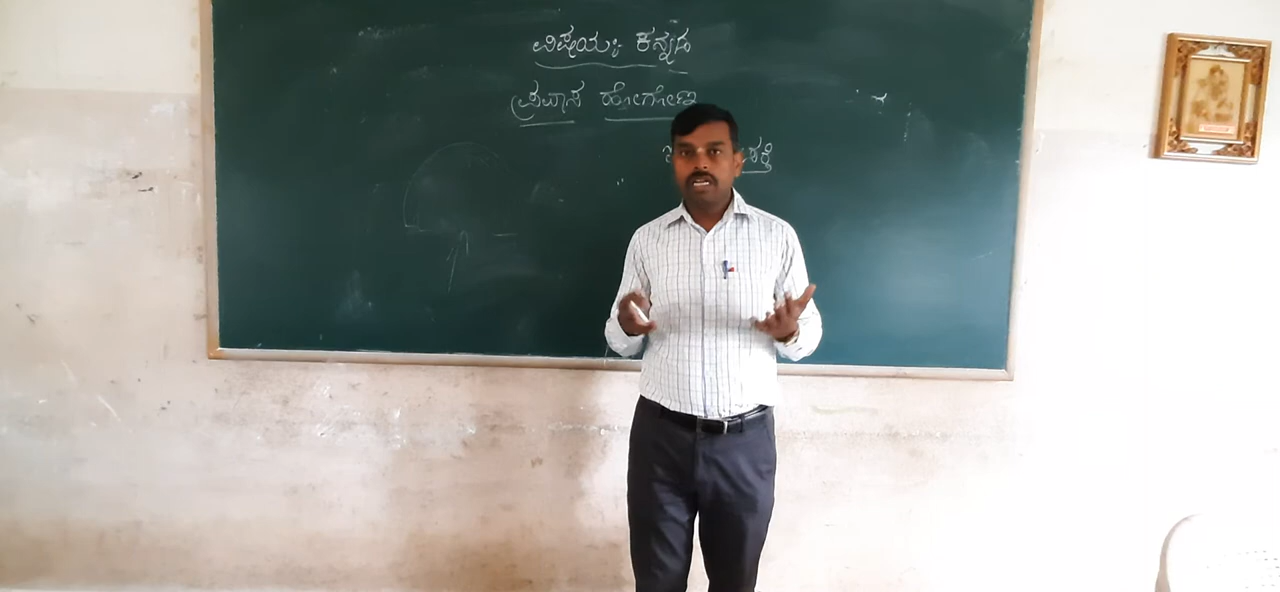 ವಿಷಯ: ಕನ್ನಡ
ಪ್ರವಾಸ ಹೋಗೋಣ